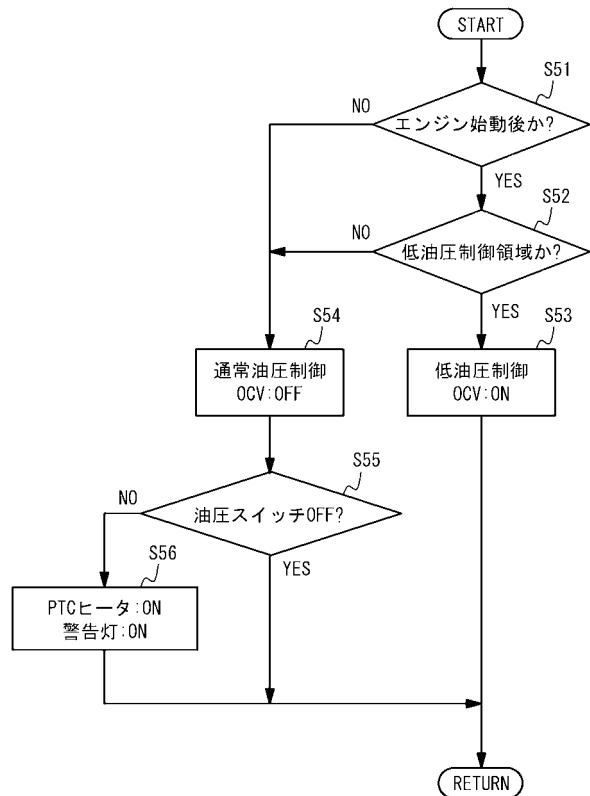 START
S51
エンジン始動後か?
NO
YES
S52
低油圧制御領域か?
NO
YES
S54
通常油圧制御
OCV:OFF
S53
低油圧制御
OCV:ON
S55
油圧スイッチOFF?
NO
YES
S56
PTCヒータ:ON
警告灯:ON
RETURN